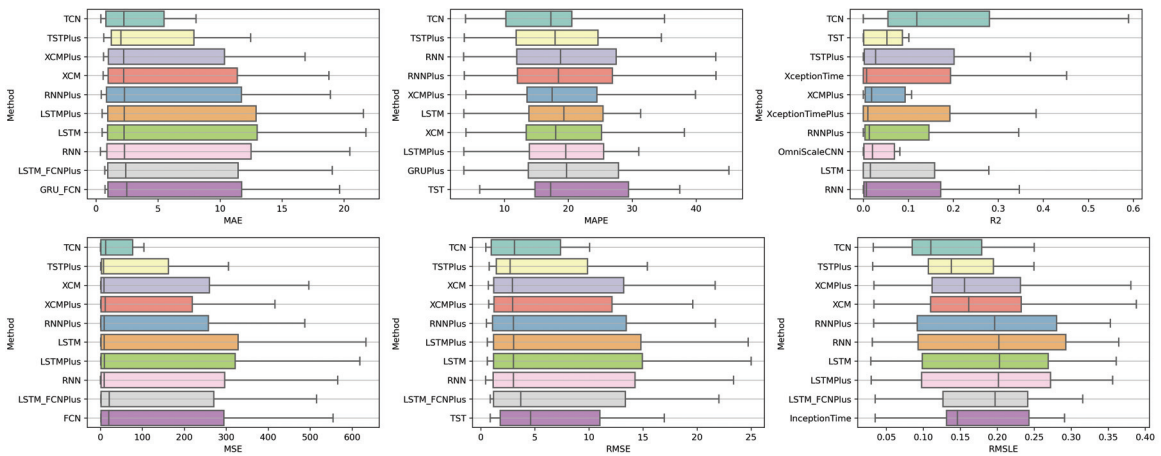 TCN
TSTPlus
XCMPlus
XCM
RNNPlus
LSTMPlus
LSTM
RNN
LSTM_FCNPlus
GRU_FCN
Method
0 5 10 15 20
MAE
TCN
TSTPlus
RNN
RNNPlus
XCMPlus
LSTM
XCM
LSTMPlus
GRUPlus
TST
Method
10 20 30 40
MAPE
TCN
TST
TSTPlus
XceptionTime
XCMPlus
XceptionTimePlus
RNNPlus
OmniScaleCNN
LSTM
RNN
Method
0.0 0.1 0.2 0.3 0.4 0.5 0.6
R2
TCN
TSTPlus
XCM
XCMPlus
RNNPlus
LSTM
LSTMPlus
RNN
LSTM_FCNPlus
FCN
Method
0 100 200 300 400 500 600
MSE
TCN
TSTPlus
XCM
XCMPlus
RNNPlus
LSTMPlus
LSTM
RNN
LSTM_FCNPlus
TST
Method
0 5 10 15 20 25
RMSE
TCN
TSTPlus
XCMPlus
XCM
RNNPlus
RNN
LSTM
LSTMPlus
LSTM_FCNPlus
InceptionTime
Method
0.05 0.10 0.15 0.20 0.25 0.30 0.35 0.40
RMSLE